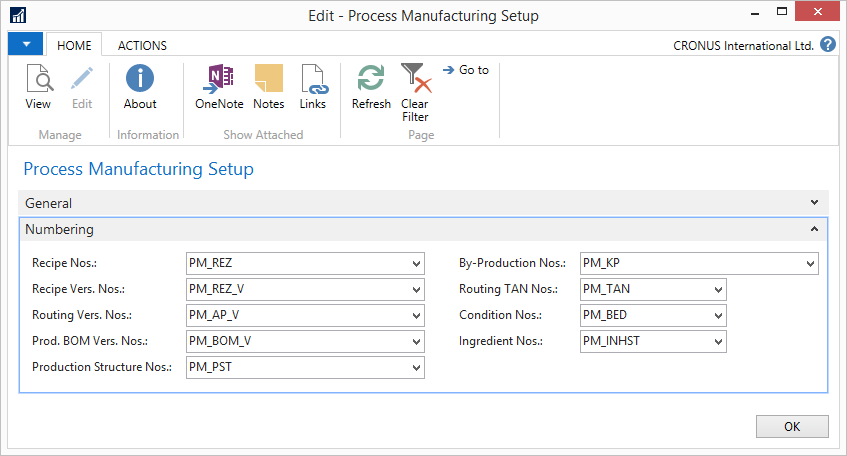 Edit - Process Manufacturing Setup
HOME ACTIONS CRONUS International Ltd. ?
View Edit About OneNote Notes Links Refresh Clear Filter Go to
Manage Information Show Attached Page
Process Manufacturing Setup
General
Numbering
Recipe Nos.: PM_REZ By-Production Nos.: PM_KP
Recipe Vers. Nos.: PM_REZ_V Routing TAN Nos.: PM_TAN
Routing Vers. Nos.: PM_AP_V Condition Nos.: PM_BED
Prod. BOM Vers. Nos.: PM_BOM_V Ingredient Nos.: PM_INHST
Production Structure Nos.: PM_PST
OK